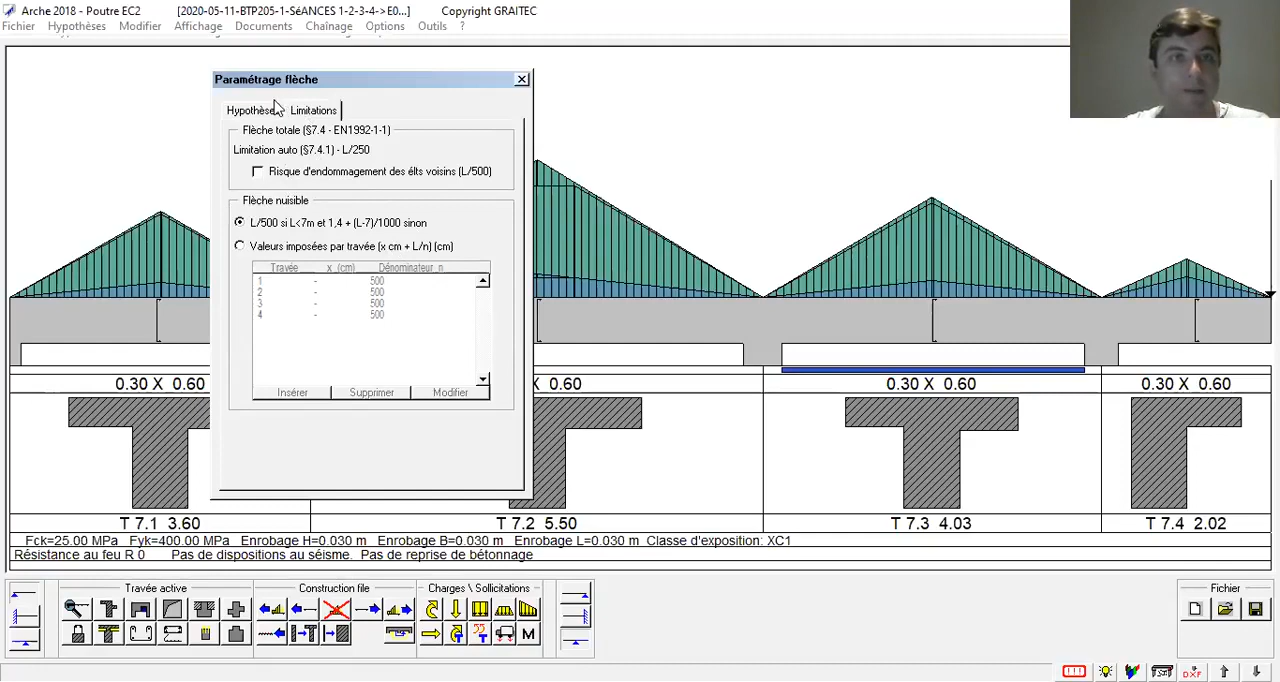 Arche 2018 - Poutre EC2 [2020-05-11-BTP205-1-SéANCES 1-2-3-4->E0...] Copyright GRAITEC
Fichier Hypothèses Modifier Affichage Documents Chaînage Options Outils ?
Paramétrage flèche
Hypothèse Limitations
Flèche totale (§7.4 - EN1992-1-1)
Limitation auto (§7.4.1) - L/250
Risque d'endommagement des élts voisins (L/500)
Flèche nuisible
L/500 si L<7m et 1,4 + (L-7)/1000 sinon
Valeurs imposées par travée (x cm + L/n) (cm)
Travée x (cm) Dénominateur n
1 - 500
2 - 500
3 - 500
4 - 500
Insérer Supprimer Modifier
0.30 X 0.60 X 0.60 0.30 X 0.60 0.30 X 0.60
T 7.1 3.60 T 7.2 5.50 T 7.3 4.03 T 7.4 2.02
Fck=25.00 MPa Fyk=400.00 MPa Enrobage H=0.030 m Enrobage B=0.030 m Enrobage L=0.030 m Classe d'exposition: XC1
Résistance au feu R 0 Pas de dispositions au séisme. Pas de reprise de bétonnage
Travée active Construction file Charges / Sollicitations Fichier
M
DXF